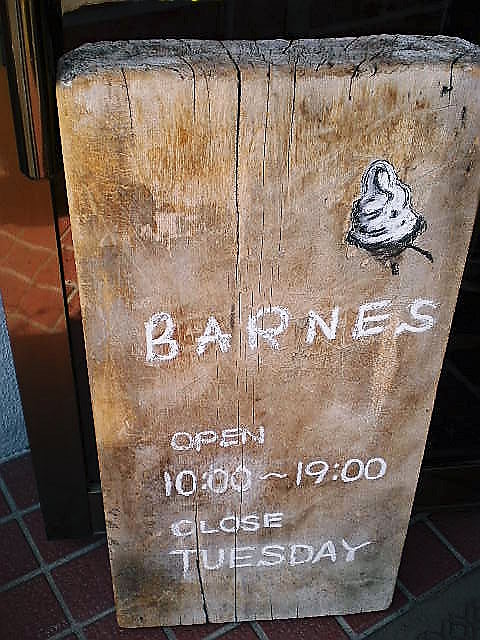 BARNES
OPEN
10:00~19:00
CLOSE
TUESDAY